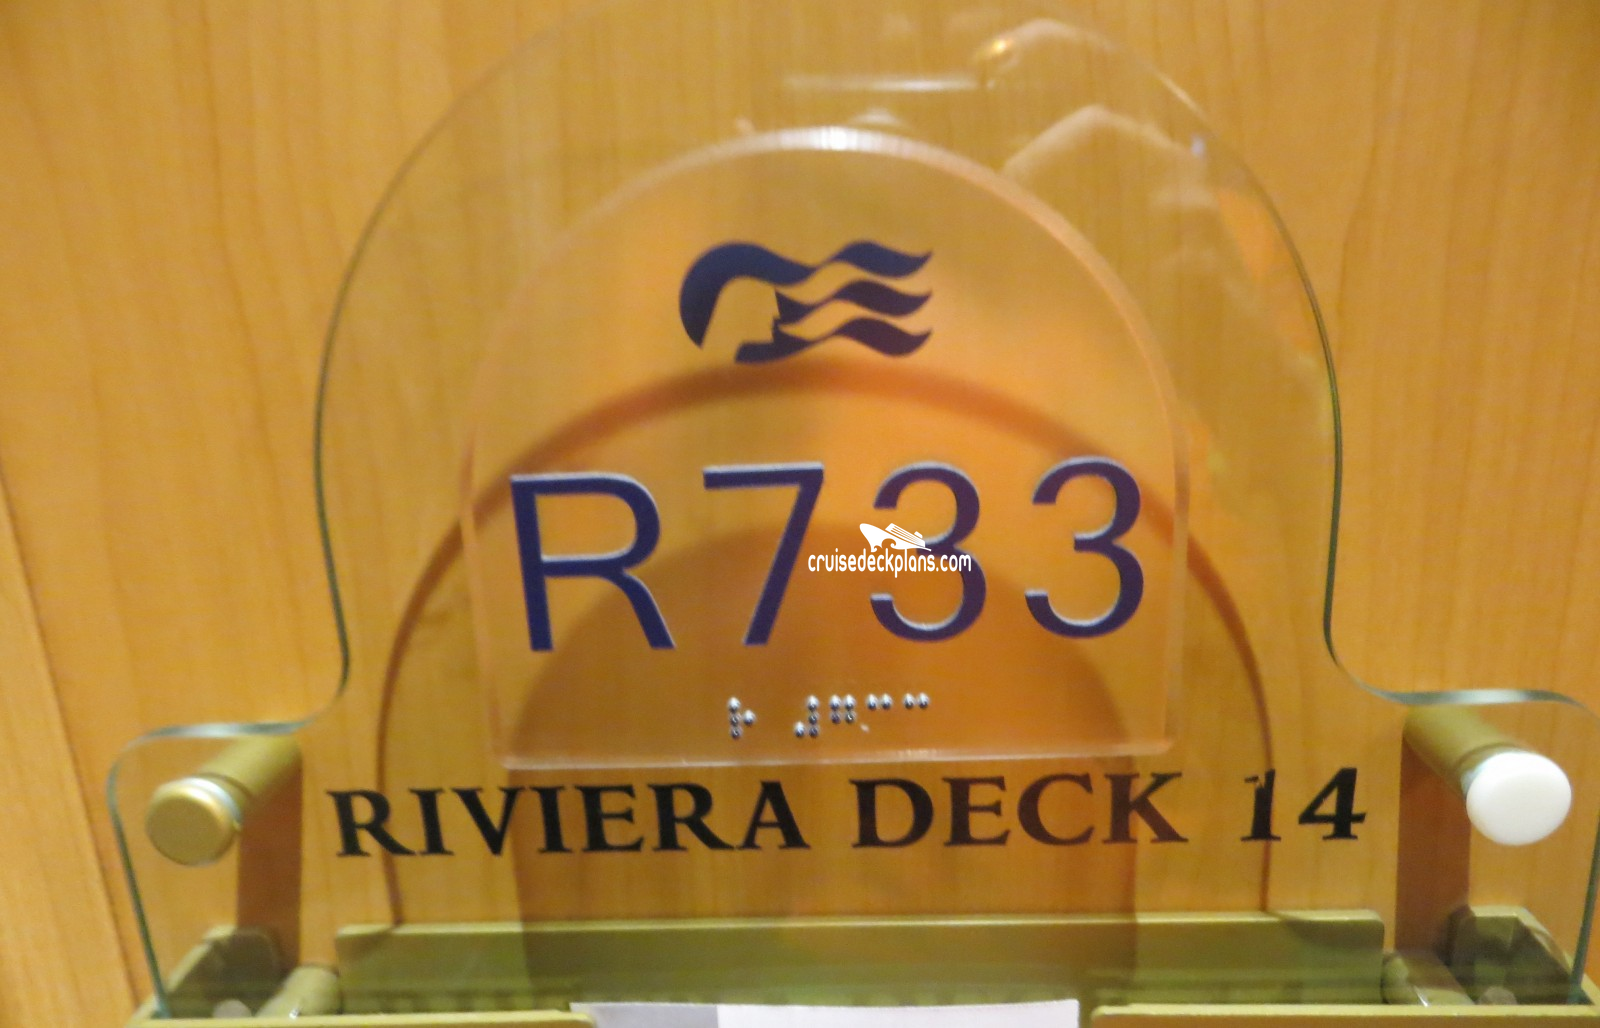 R733
cruisedeckplans.com
RIVIERA DECK 14